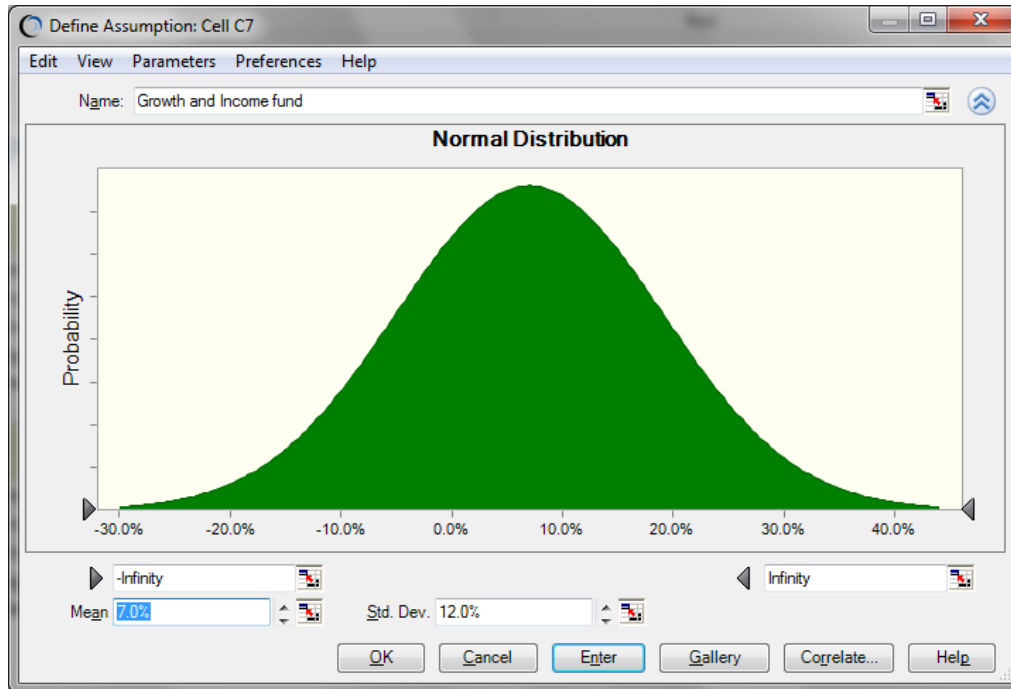 Define Assumption: Cell C7
Edit View Parameters Preferences Help
Name: Growth and Income fund
Normal Distribution
Probability
-30.0% -20.0% -10.0% 0.0% 10.0% 20.0% 30.0% 40.0%
-Infinity Infinity
Mean 7.0% Std. Dev. 12.0%
OK Cancel Enter Gallery Correlate... Help